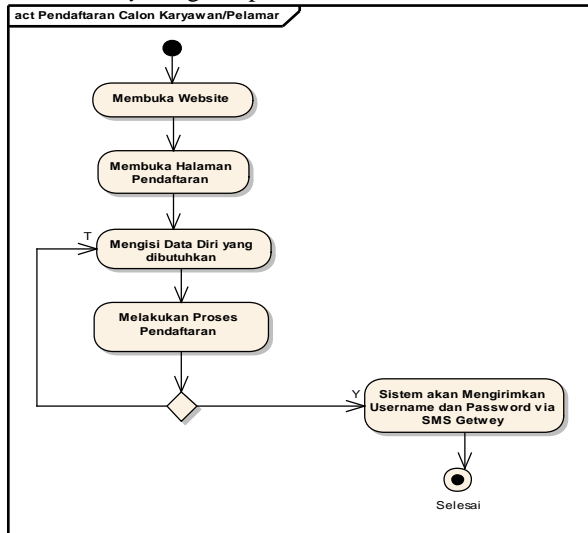 act Pendaftaran Calon Karyawan/Pelamar
Membuka Website
Membuka Halaman
Pendaftaran
T
Mengisi Data Diri yang
dibutuhkan
Melakukan Proses
Pendaftaran
Y
Sistem akan Mengirimkan
Username dan Password via
SMS Getwey
Selesai